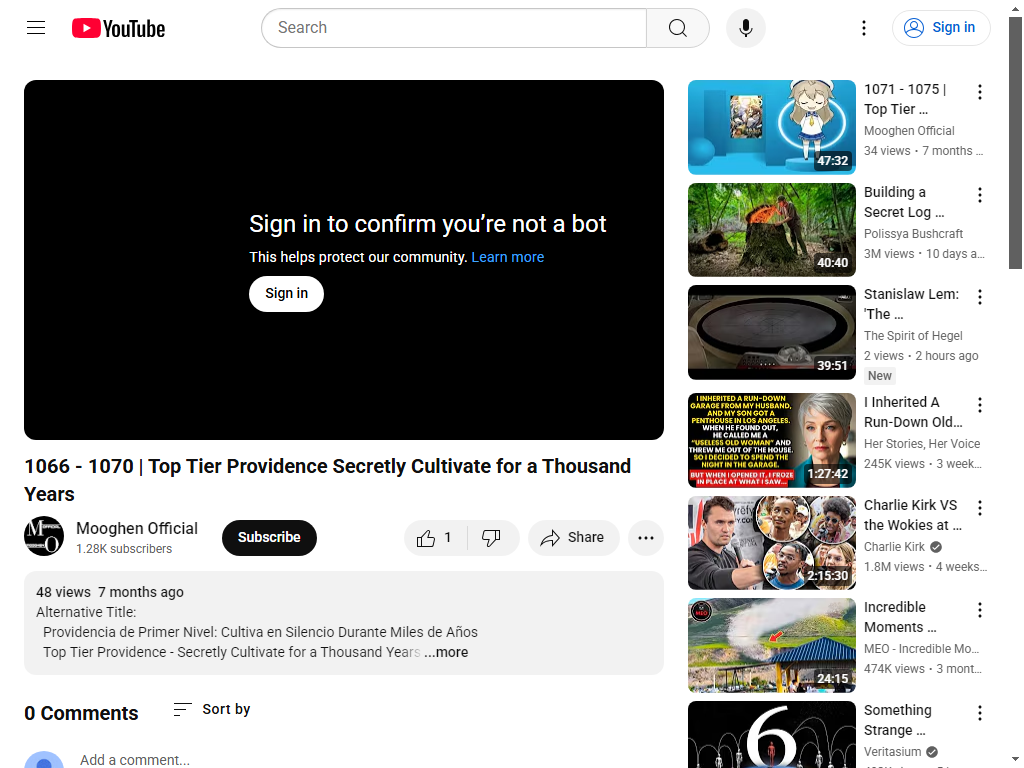 YouTube
Search
Sign in
Sign in to confirm you’re not a bot
This helps protect our community. Learn more
Sign in
1066 - 1070 | Top Tier Providence Secretly Cultivate for a Thousand
Years
Mooghen Official
1.28K subscribers
Subscribe
1
Share
48 views 7 months ago
Alternative Title:
Providencia de Primer Nivel: Cultiva en Silencio Durante Miles de Años
Top Tier Providence - Secretly Cultivate for a Thousand Years ...more
0 Comments
Sort by
Add a comment...
47:32
1071 - 1075 |
Top Tier ...
Mooghen Official
34 views • 7 months ...
40:40
Building a
Secret Log ...
Polissya Bushcraft
3M views • 10 days a...
39:51
Stanislaw Lem:
'The ...
The Spirit of Hegel
2 views • 2 hours ago
New
I INHERITED A RUN-DOWN
GARAGE FROM MY HUSBAND,
AND MY SON GOT A
PENTHOUSE IN LOS ANGELES.
WHEN HE FOUND OUT,
HE CALLED ME A
“USELESS OLD WOMAN” AND
THREW ME OUT OF THE HOUSE.
SO I DECIDED TO SPEND THE
NIGHT IN THE GARAGE.
BUT WHEN I OPENED IT, I FROZE
IN PLACE AT WHAT I SAW...
1:27:42
I Inherited A
Run-Down Old...
Her Stories, Her Voice
245K views • 3 week...
2:15:30
Charlie Kirk VS
the Wokies at ...
Charlie Kirk
1.8M views • 4 weeks...
MEO
24:15
Incredible
Moments ...
MEO - Incredible Mo...
474K views • 3 mont...
6
Something
Strange ...
Veritasium